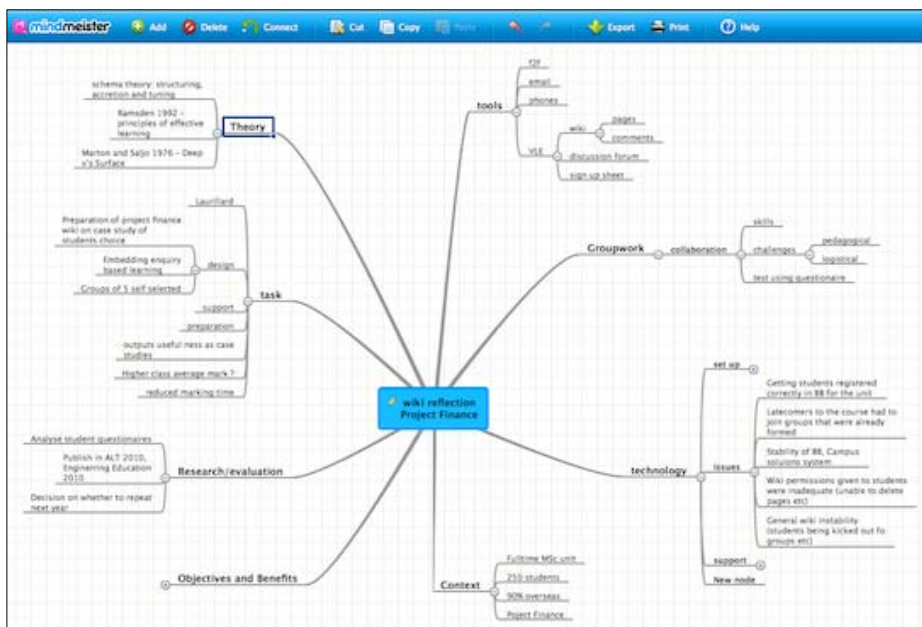 mindmeister Add Delete Connect Cut Copy Paste Export Print Help
schema theory: structuring,
accretion and tuning
Ramsden 1992 -
principles of effective
learning
Marton and Saljo 1976 - Deep
v's Surface
Theory
Laurillard
Preparation of project finance
wiki on case study of
students choice
Embedding enquiry
based learning
Groups of 5 self selected
design
support
preparation
outputs useful ness as case
studies
Higher class average mark ?
reduced marking time
task
Analyse student questionaires
Publish in ALT 2010,
Enginerring Education
2010
Decision on whether to repeat
next year
Research/evaluation
Objectives and Benefits
wiki reflection
Project Finance
tools
email
phones
VLE
wiki
pages
comments
discussion forum
sign up sheet
Groupwork
collaboration
skills
challenges
pedagogical
logistical
test using questionaire
technology
set up
issues
Getting students registered
correctly in BB for the unit
Latecomers to the course had to
join groups that were already
formed
Stability of BB, Campus
soluions system
Wiki permissions given to students
were inadequate (unable to delete
pages etc)
General wiki instability
(students being kicked out fo
groups etc)
support
New node
Context
Fulltime MSc unit
250 students
90% overseas
Poject Finance